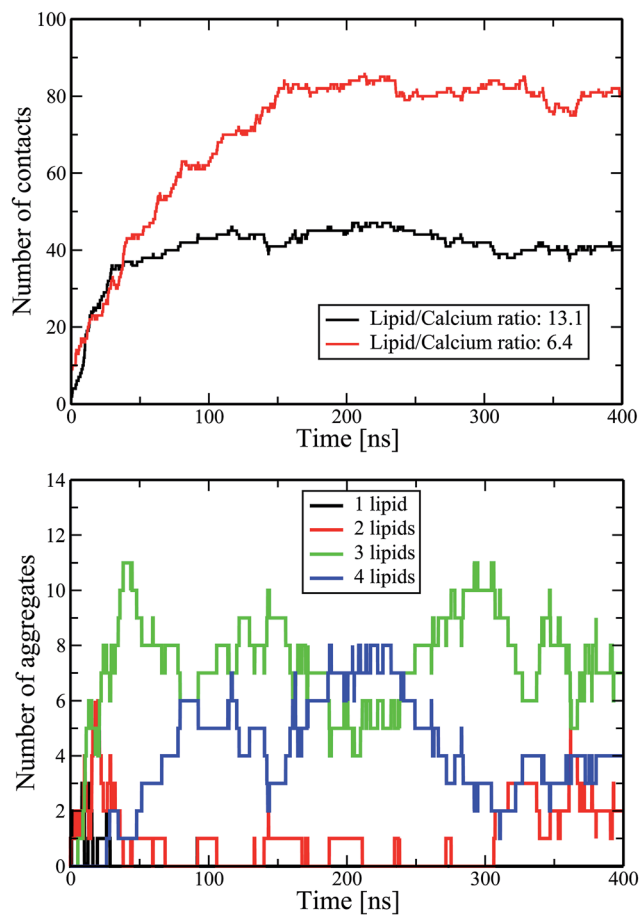 100
80
60
40
20
0
Number of contacts
Lipid/Calcium ratio: 13.1
Lipid/Calcium ratio: 6.4
0 100 200 300 400
Time [ns]
14
12
10
8
6
4
2
0
Number of aggregates
1 lipid
2 lipids
3 lipids
4 lipids
0 100 200 300 400
Time [ns]